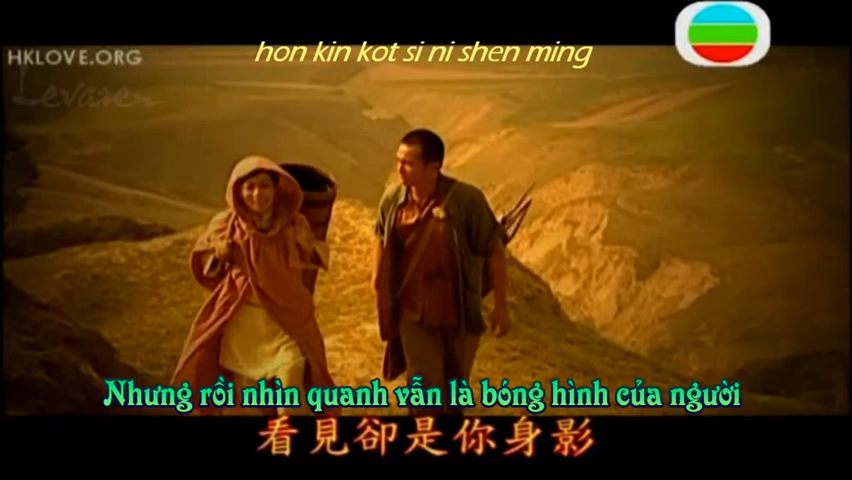 hon kin kot si ni shen ming
HKLOVE.ORG
Levaren
Nhưng rồi nhìn quanh vẫn là bóng hình của người
看見卻是你身影